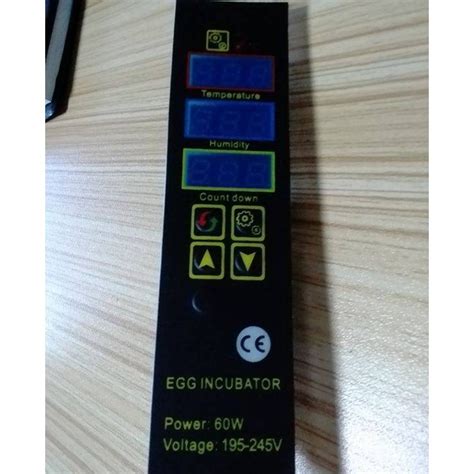 Temperature
Humidity
Count down
CE
EGG INCUBATOR
Power: 60W
Voltage: 195-245V